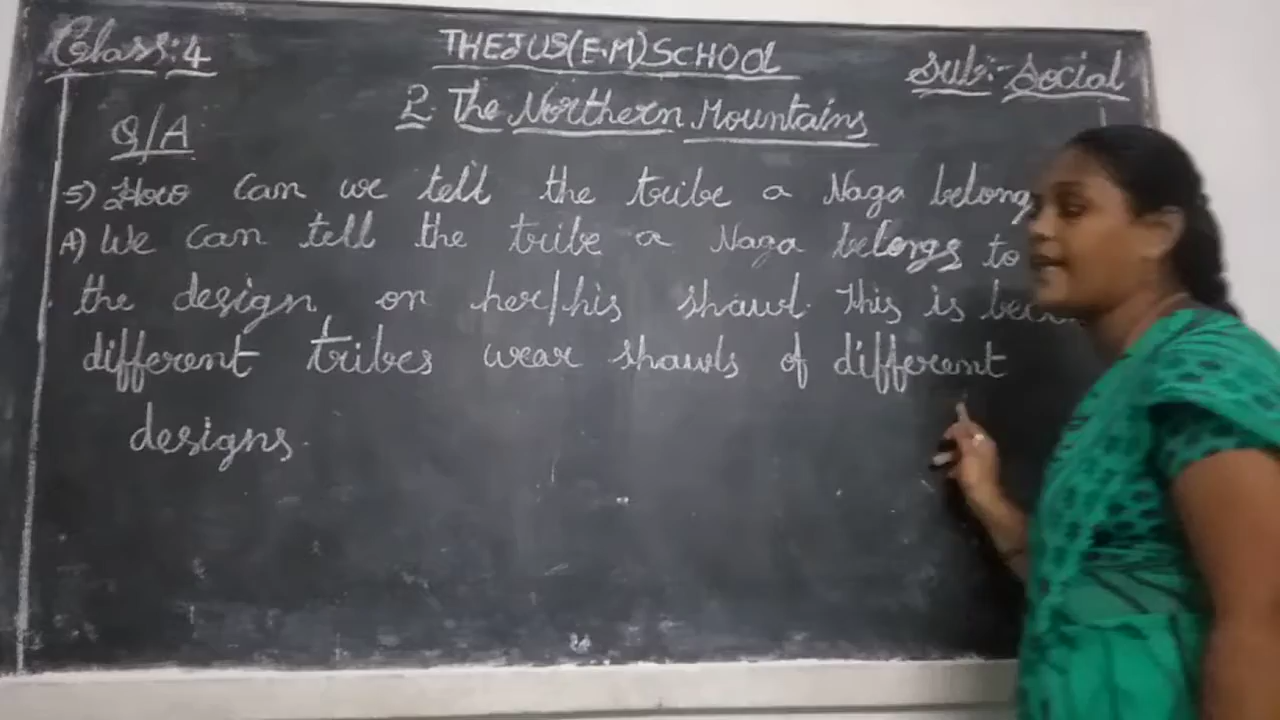 Class:4
THEJUS(E.M)SCHOOL
Sub:- Social
2. The Northern Mountains
Q/A
5) How can we tell the tribe a Naga belong
A) We can tell the tribe a Naga belongs to
the design on her/his shawl. This is
different tribes wear shawls of different
designs.